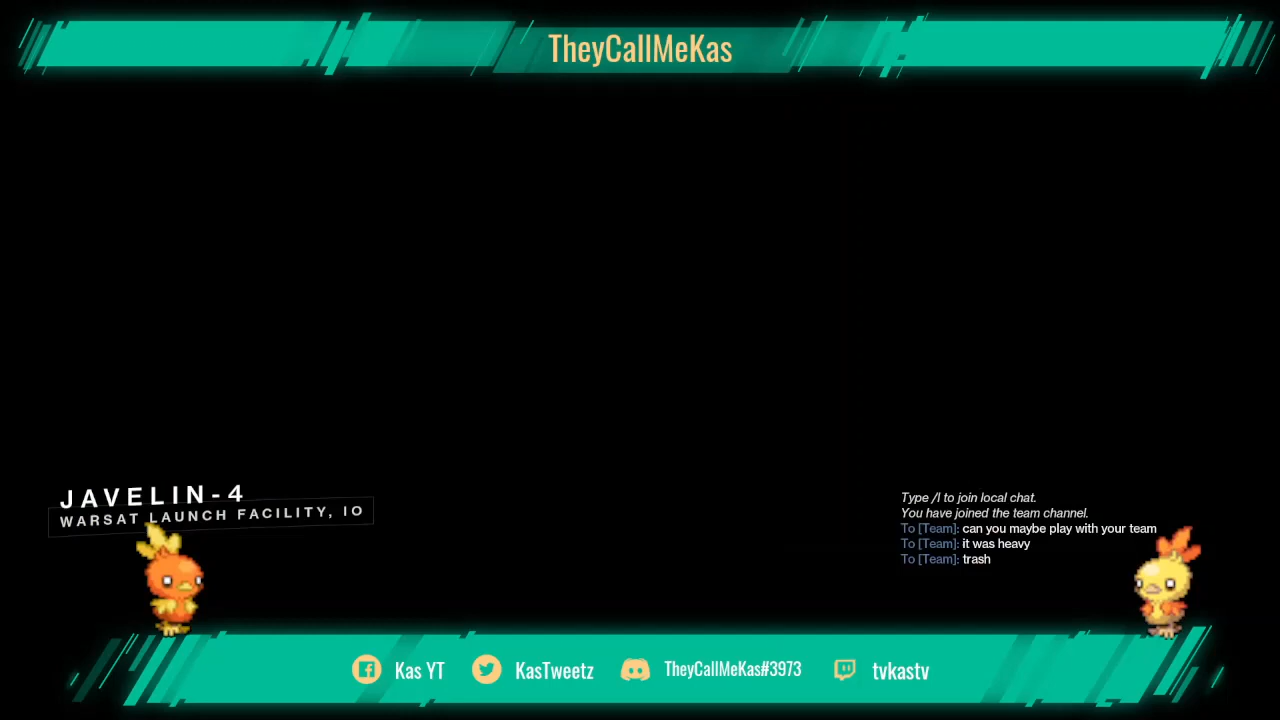 TheyCallMeKas
JAVELIN-4
WARSAT LAUNCH FACILITY, IO
Type /l to join local chat.
You have joined the team channel.
To [Team]: can you maybe play with your team
To [Team]: it was heavy
To [Team]: trash
Kas YT
KasTweetz
TheyCallMeKas#3973
tvkastv